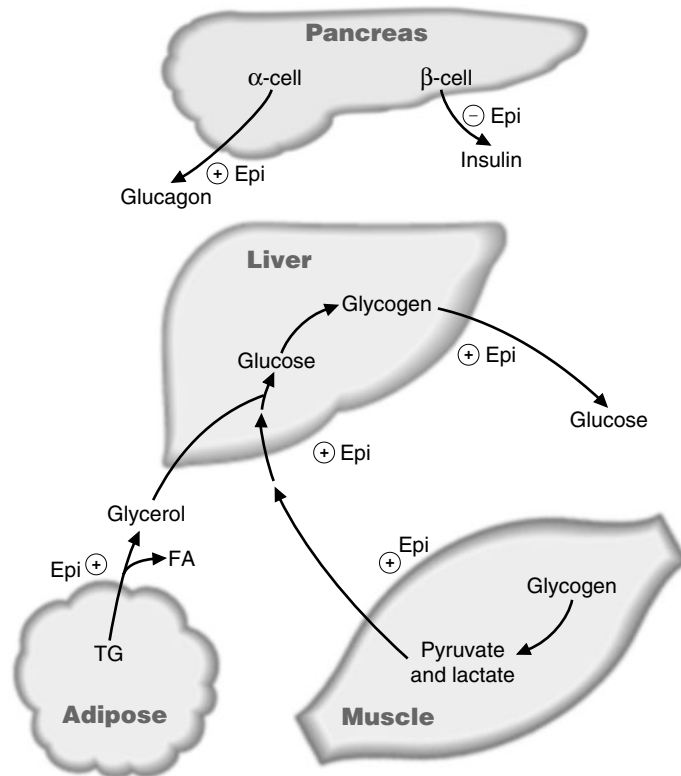 Pancreas
α-cell
β-cell
⊖ Epi
Insulin
⊕ Epi
Glucagon
Liver
Glycogen
⊕ Epi
Glucose
Glucose
⊕ Epi
Glycerol
Epi ⊕
FA
TG
Adipose
Epi
⊕
Glycogen
Pyruvate
and lactate
Muscle